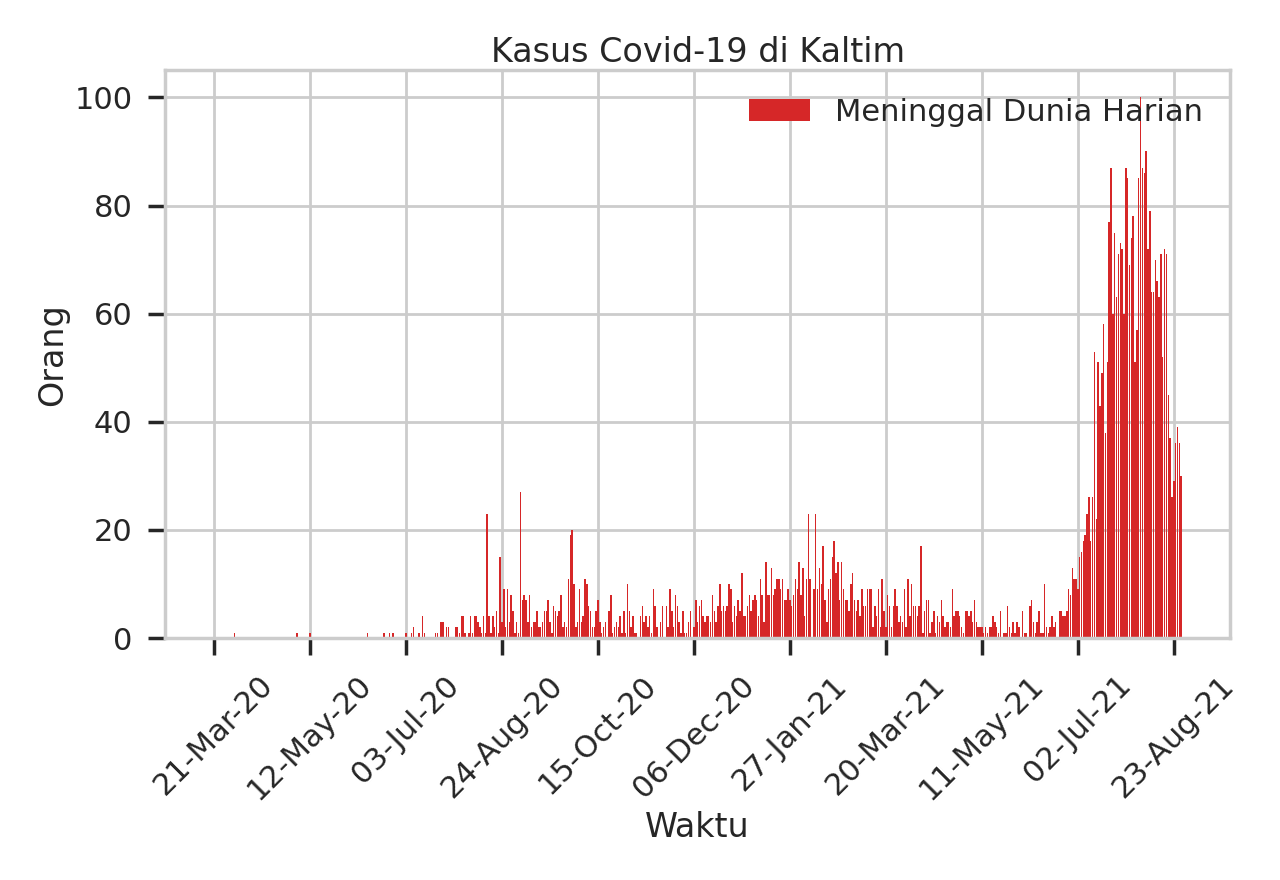 Kasus Covid-19 di Kaltim
Meninggal Dunia Harian
100
80
60
40
20
0
Orang
21-Mar-20
12-May-20
03-Jul-20
24-Aug-20
15-Oct-20
06-Dec-20
27-Jan-21
20-Mar-21
11-May-21
02-Jul-21
23-Aug-21
Waktu